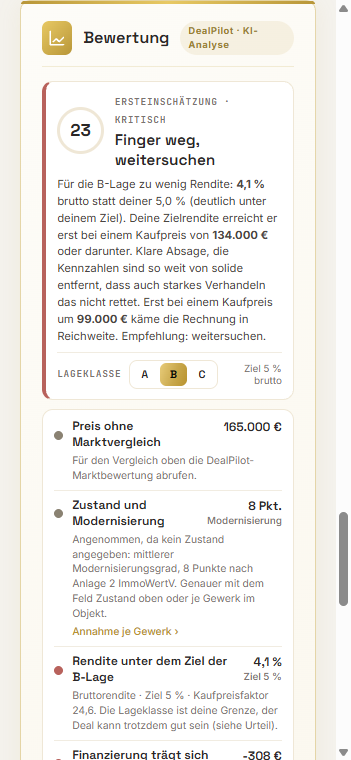 Bewertung
DealPilot · KI-
Analyse
23
ERSTEINSCHÄTZUNG ·
KRITISCH
Finger weg,
weitersuchen
Für die B-Lage zu wenig Rendite: 4,1 %
brutto statt deiner 5,0 % (deutlich unter
deinem Ziel). Deine Zielrendite erreicht er
erst bei einem Kaufpreis von 134.000 €
oder darunter. Klare Absage, die
Kennzahlen sind so weit von solide
entfernt, dass auch starkes Verhandeln
das nicht rettet. Erst bei einem Kaufpreis
um 99.000 € käme die Rechnung in
Reichweite. Empfehlung: weitersuchen.
LAGEKLASSE A B C Ziel 5 %
brutto
Preis ohne 165.000 €
Marktvergleich
Für den Vergleich oben die DealPilot-
Marktbewertung abrufen.
Zustand und 8 Pkt.
Modernisierung Modernisierung
Angenommen, da kein Zustand
angegeben: mittlerer
Modernisierungsgrad, 8 Punkte nach
Anlage 2 ImmoWertV. Genauer mit dem
Feld Zustand oben oder je Gewerk im
Objekt.
Annahme je Gewerk ›
Rendite unter dem Ziel der 4,1 %
B-Lage Ziel 5 %
Bruttorendite · Ziel 5 % · Kaufpreisfaktor
24,6. Die Lageklasse ist deine Grenze, der
Deal kann trotzdem gut sein (siehe Urteil).
Finanzierung trägt sich -308 €